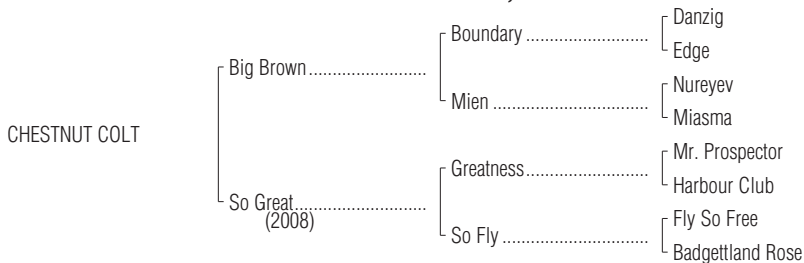 Danzig
Boundary ..............................
Edge
Big Brown.............................
Nureyev
Mien ......................................
Miasma
CHESTNUT COLT
Mr. Prospector
Greatness..............................
Harbour Club
So Great................................
(2008)
Fly So Free
So Fly ....................................
Badgettland Rose